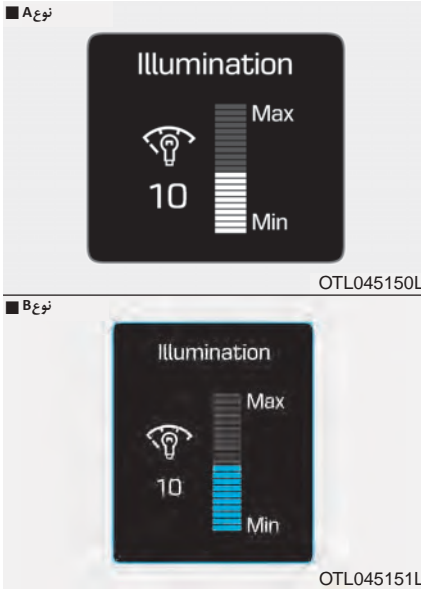 ■ نوعA
Illumination
Max
10
Min
OTL045150L
■ نوعB
Illumination
Max
10
Min
OTL045151L